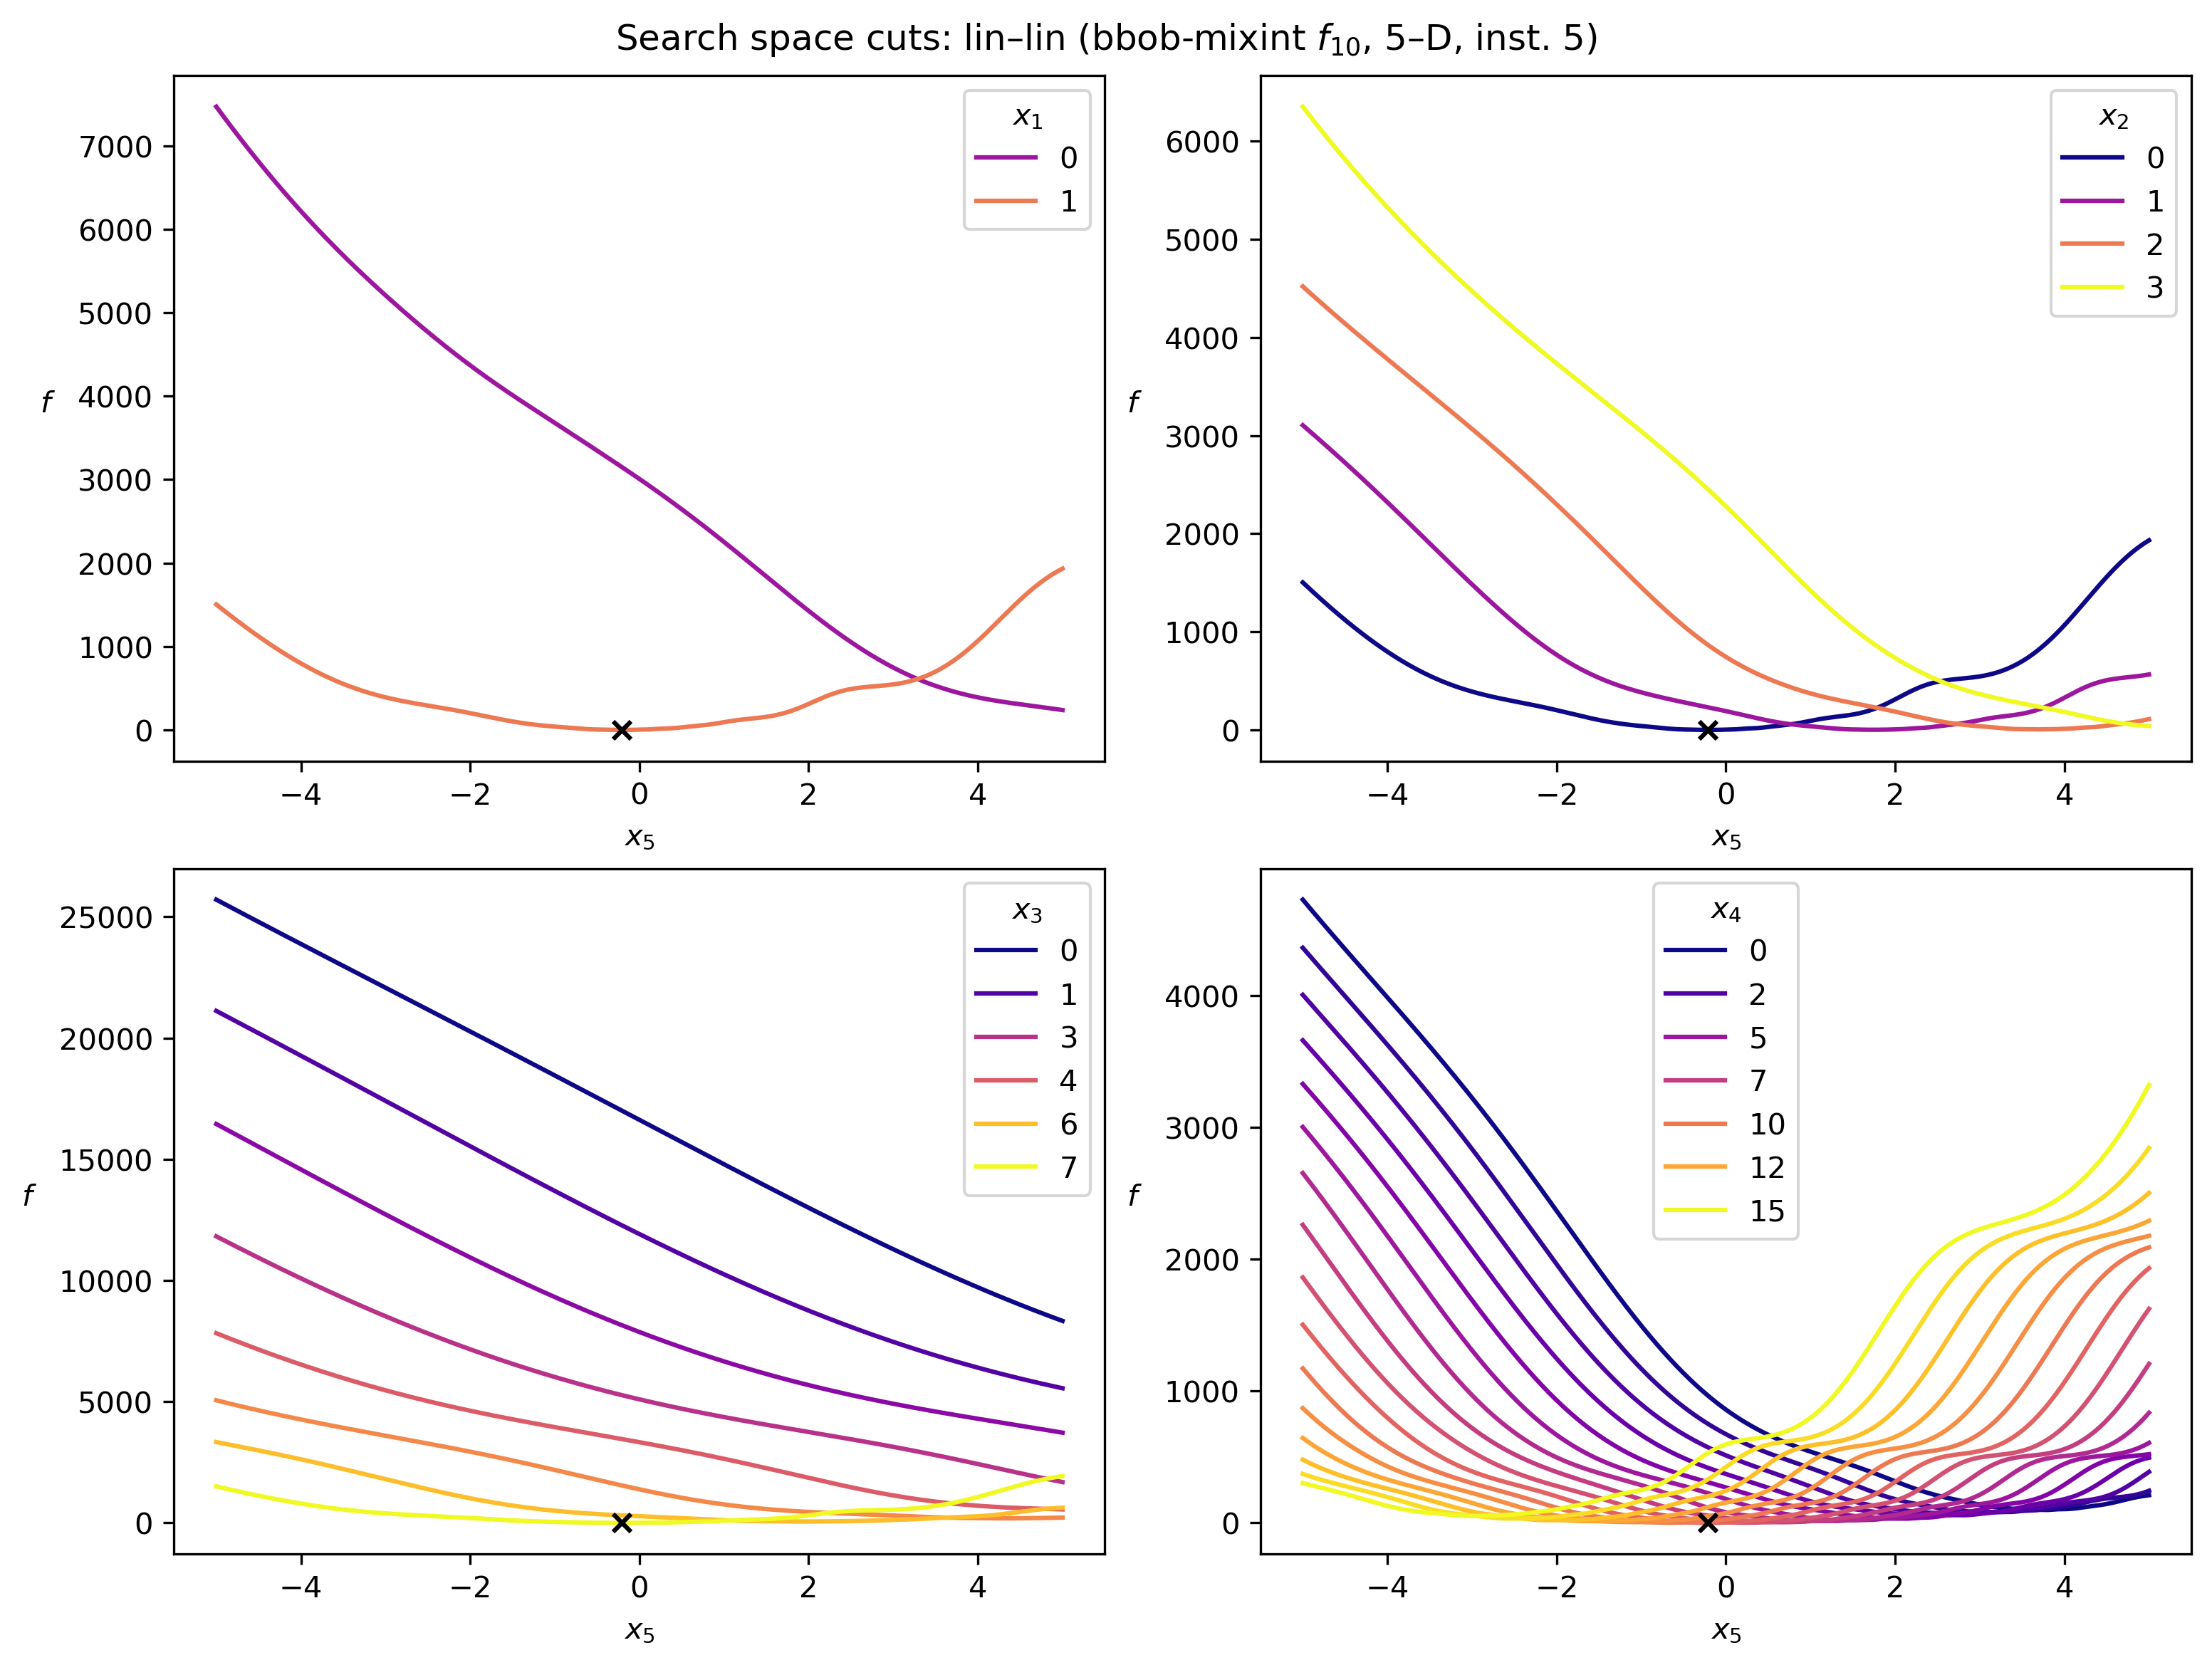 Search space cuts: lin–lin (bbob-mixint f10, 5–D, inst. 5)
x1
0
1
7000
6000
5000
4000
3000
2000
1000
0
f
−4 −2 0 2 4
x5
x2
0
1
2
3
6000
5000
4000
3000
2000
1000
0
f
−4 −2 0 2 4
x5
x3
0
1
3
4
6
7
25000
20000
15000
10000
5000
0
f
−4 −2 0 2 4
x5
x4
0
2
5
7
10
12
15
4000
3000
2000
1000
0
f
−4 −2 0 2 4
x5